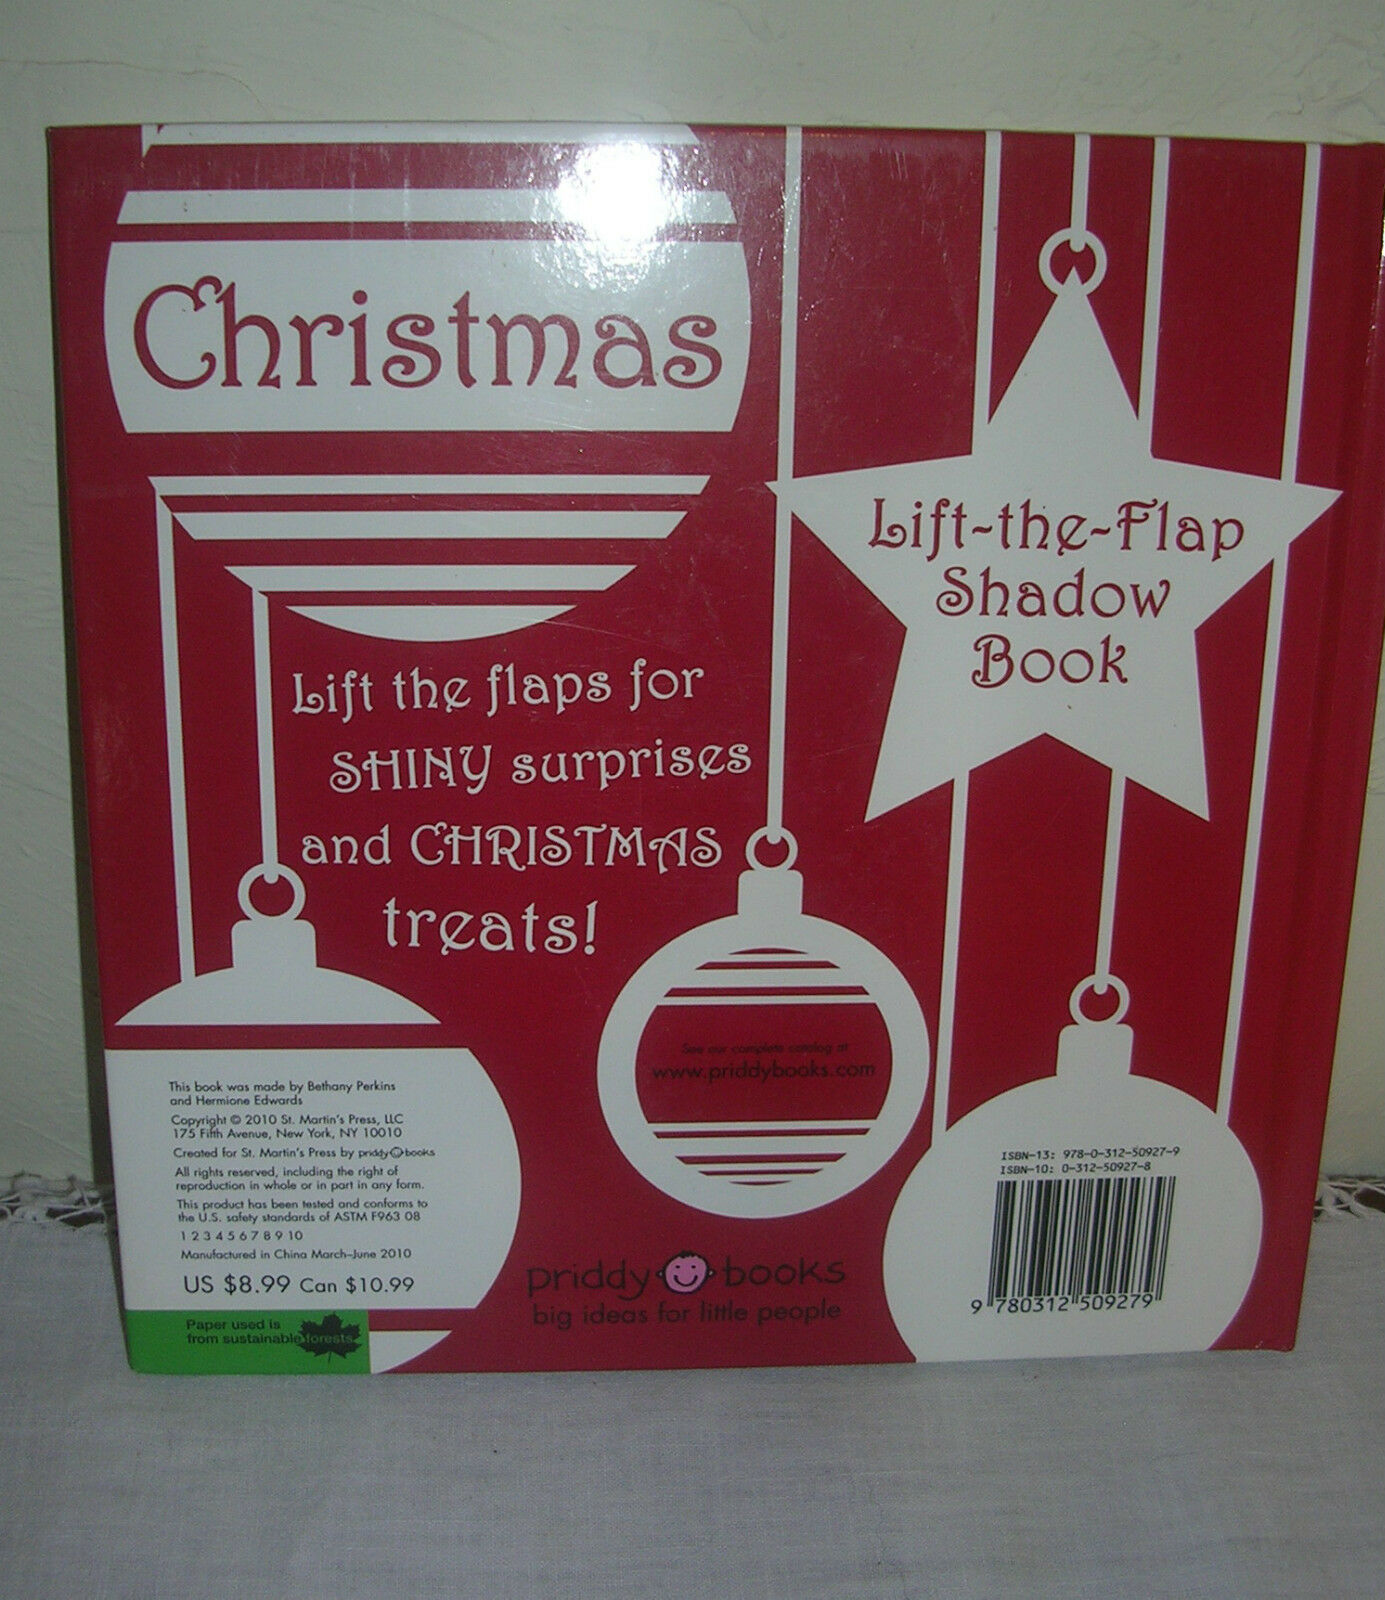 Christmas
Lift-the-Flap
Shadow
Book
Lift the flaps for
SHINY surprises
and CHRISTMAS
treats!
See our complete catalog at
www.priddybooks.com
This book was made by Bethany Perkins
and Hermione Edwards
Copyright © 2010 St. Martin's Press, LLC
175 Fifth Avenue, New York, NY 10010
Created for St. Martin's Press by priddy books
All rights reserved, including the right of
reproduction in whole or in part in any form.
This product has been tested and conforms to
the U.S. safety standards of ASTM F963 08
1 2 3 4 5 6 7 8 9 10
Manufactured in China March–June 2010
US $8.99 Can $10.99
Paper used is
from sustainable forests
priddy books
big ideas for little people
ISBN-13: 978-0-312-50927-9
ISBN-10: 0-312-50927-8
9 780312 509279